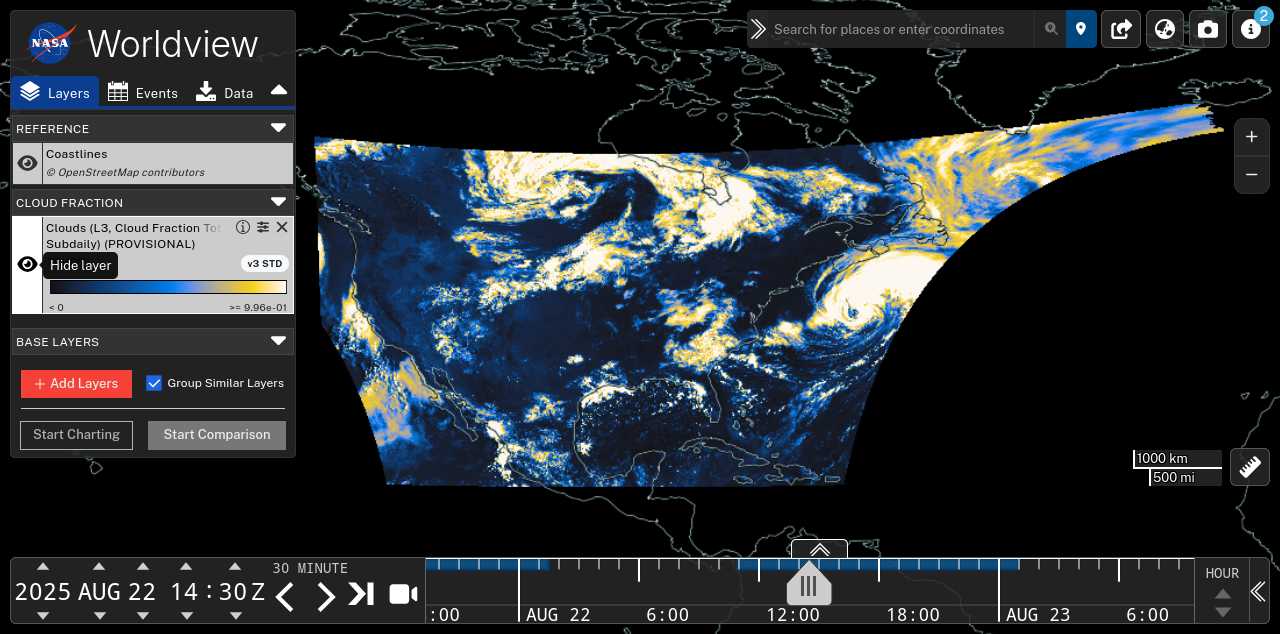 NASA
Worldview
Layers
Events
Data
REFERENCE
Coastlines
© OpenStreetMap contributors
CLOUD FRACTION
Clouds (L3, Cloud Fraction Tot
Subdaily) (PROVISIONAL)
Hide layer
v3 STD
< 0
>= 9.96e-01
BASE LAYERS
+ Add Layers
Group Similar Layers
Start Charting
Start Comparison
Search for places or enter coordinates
2
+
−
1000 km
500 mi
2025 AUG 22 14 : 30 Z
30 MINUTE
:00
AUG 22
6:00
12:00
18:00
AUG 23
6:00
HOUR